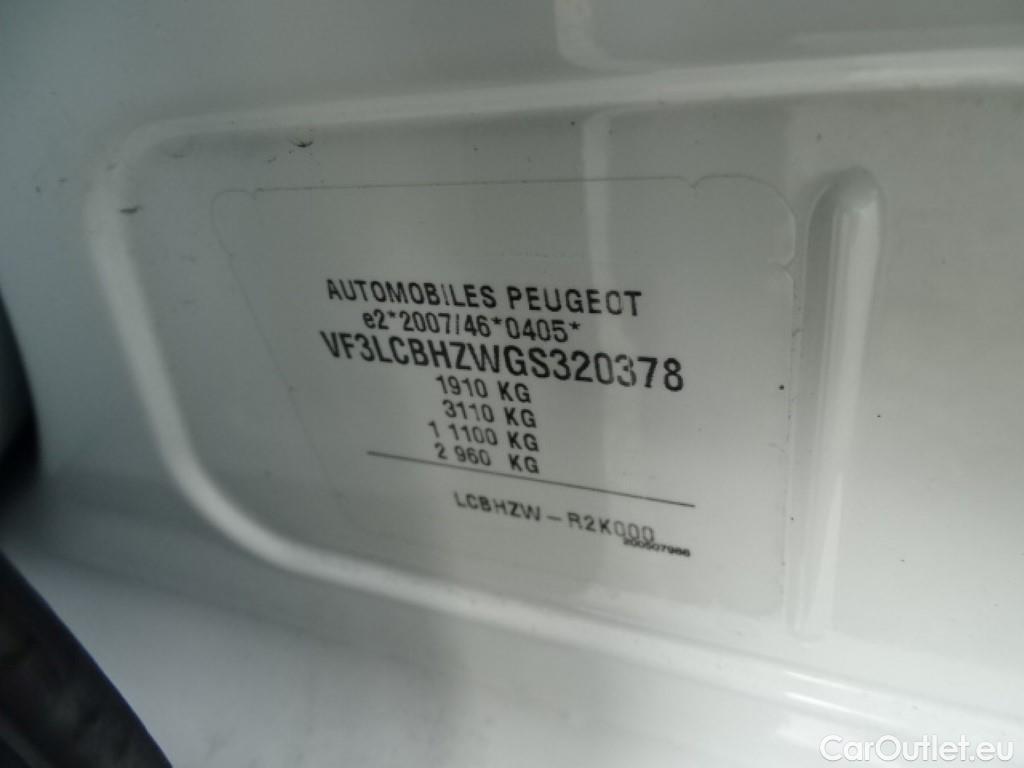 AUTOMOBILES PEUGEOT
e2*2007/46*0405*
VF3LCBHZWGS320378
1910 KG
3110 KG
1 1100 KG
2 960 KG
LCBHZW - R2K000
200507986
CarOutlet.eu